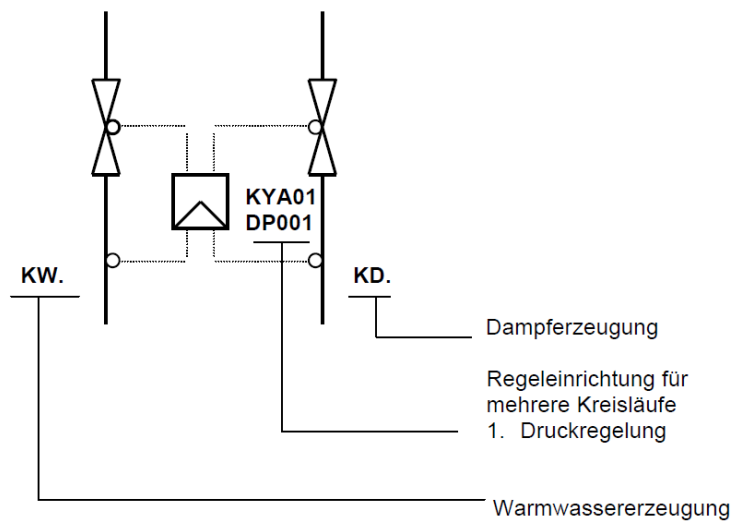 KYA01
DP001
KW.
KD.
Dampferzeugung
Regeleinrichtung für
mehrere Kreisläufe
1. Druckregelung
Warmwassererzeugung